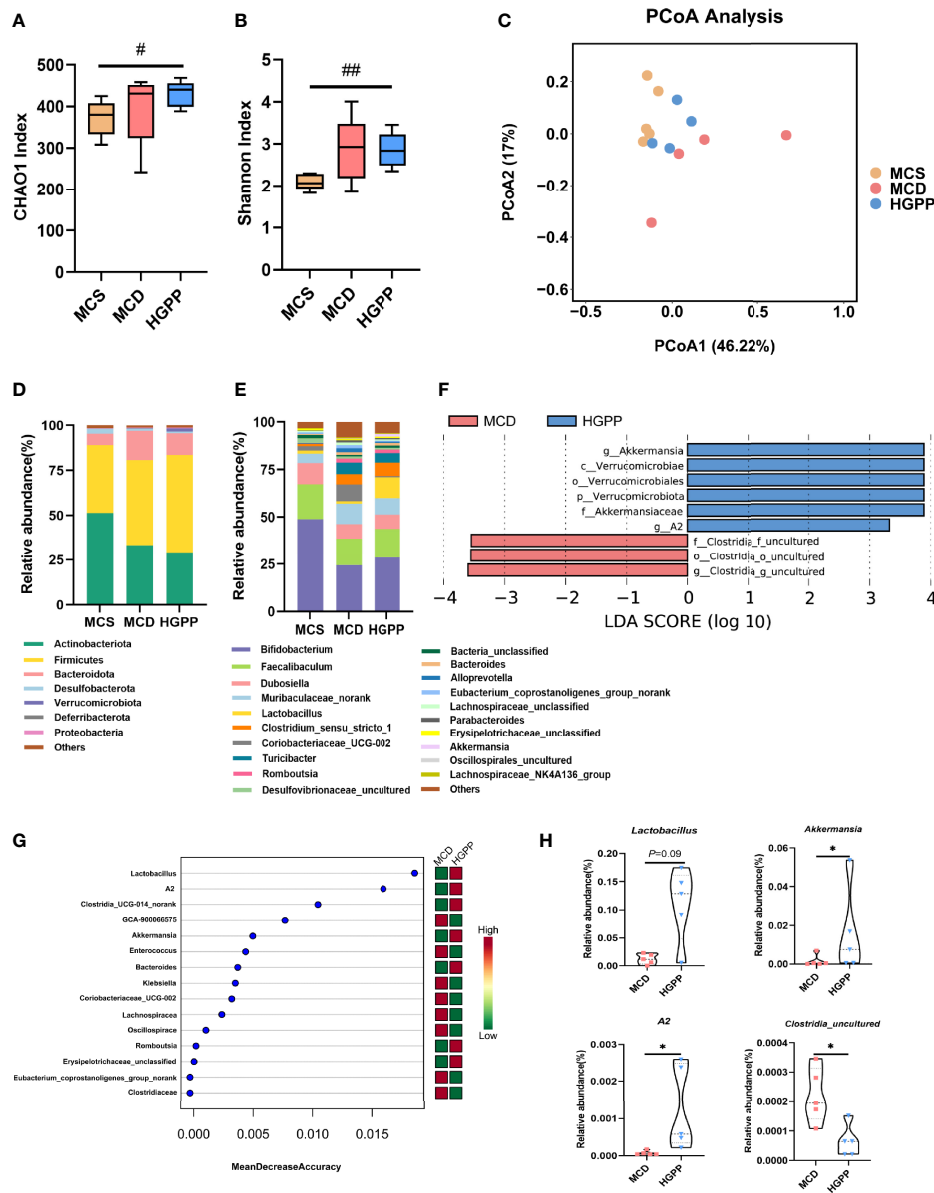 A
#
CHAO1 Index
500
400
300
200
100
0
MCS
MCD
HGPP
B
##
Shannon Index
5
4
3
2
1
0
MCS
MCD
HGPP
C
PCoA Analysis
PCoA2 (17%)
0.2
0.0
−0.2
−0.4
−0.6
−0.5
0.0
0.5
1.0
PCoA1 (46.22%)
MCS
MCD
HGPP
D
Relative abundance(%)
100
75
50
25
0
MCS MCD HGPP
Actinobacteriota
Firmicutes
Bacteroidota
Desulfobacterota
Verrucomicrobiota
Deferribacterota
Proteobacteria
Others
E
Relative abundance(%)
100
75
50
25
0
MCS MCD HGPP
Bifidobacterium
Faecalibaculum
Dubosiella
Muribaculaceae_norank
Lactobacillus
Clostridium_sensu_stricto_1
Coriobacteriaceae_UCG-002
Turicibacter
Romboutsia
Desulfovibrionaceae_uncultured
Bacteria_unclassified
Bacteroides
Alloprevotella
Eubacterium_coprostanoligenes_group_norank
Lachnospiraceae_unclassified
Parabacteroides
Erysipelotrichaceae_unclassified
Akkermansia
Oscillospirales_uncultured
Lachnospiraceae_NK4A136_group
Others
F
MCD
HGPP
g__Akkermansia
c__Verrucomicrobiae
o__Verrucomicrobiales
p__Verrucomicrobiota
f__Akkermansiaceae
g__A2
f__Clostridia_f_uncultured
o__Clostridia_o_uncultured
g__Clostridia_g_uncultured
−4 −3 −2 −1 0 1 2 3 4
LDA SCORE (log 10)
G
MCD
HGPP
Lactobacillus
A2
Clostridia_UCG-014_norank
GCA-900066575
Akkermansia
Enterococcus
Bacteroides
Klebsiella
Coriobacteriaceae_UCG-002
Lachnospiracea
Oscillospirace
Romboutsia
Erysipelotrichaceae_unclassified
Eubacterium_coprostanoligenes_group_norank
Clostridiaceae
0.000 0.005 0.010 0.015
MeanDecreaseAccuracy
High
Low
H
Lactobacillus
P=0.09
Relative abundance(%)
0.20
0.15
0.10
0.05
0.00
MCD
HGPP
Akkermansia
*
Relative abundance(%)
0.06
0.04
0.02
0.00
MCD
HGPP
A2
*
Relative abundance(%)
0.003
0.002
0.001
0.000
MCD
HGPP
Clostridia_uncultured
*
Relative abundance(%)
0.0004
0.0003
0.0002
0.0001
0.0000
MCD
HGPP